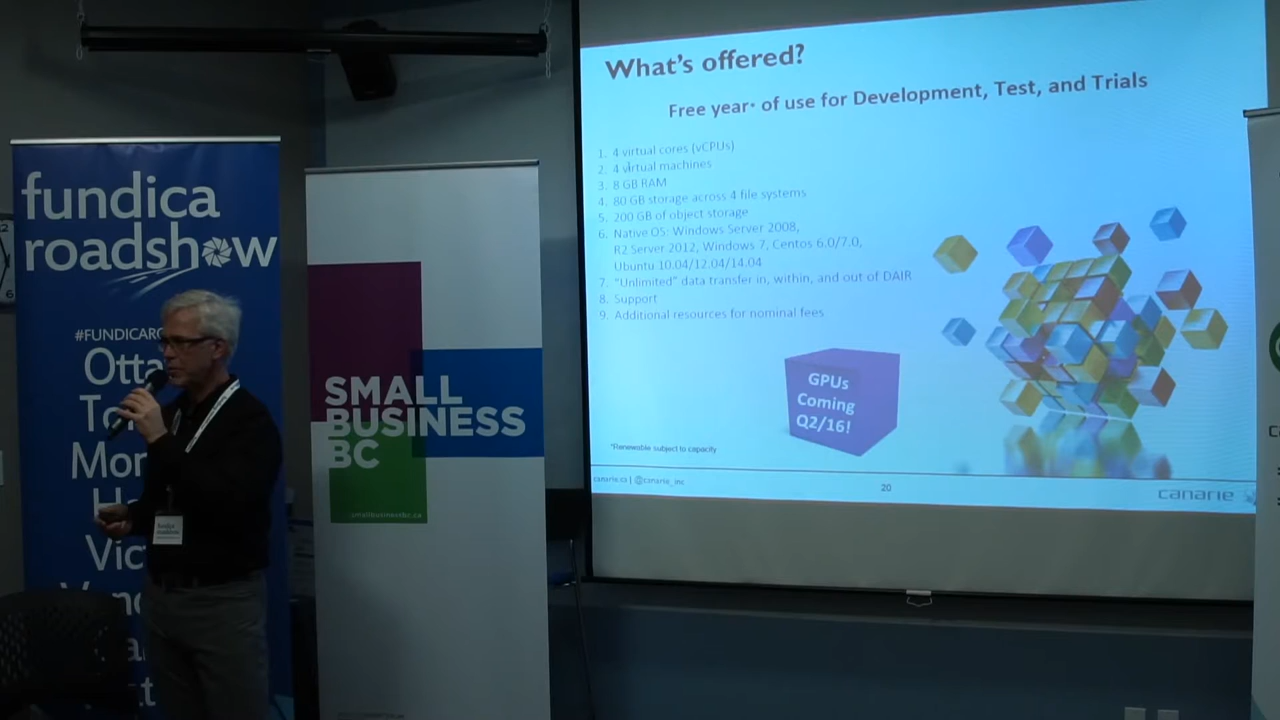 fundica
roadshow
#FUNDICARO
Otta
To
Mon
Ha
Vic
Vanc
SMALL
BUSINESS
BC
smallbusinessbc.ca
fundica
roadshow
What's offered?
Free year* of use for Development, Test, and Trials
1. 4 virtual cores (vCPUs)
2. 4 virtual machines
3. 8 GB RAM
4. 80 GB storage across 4 file systems
5. 200 GB of object storage
6. Native OS: Windows Server 2008,
R2 Server 2012, Windows 7, Centos 6.0/7.0,
Ubuntu 10.04/12.04/14.04
7. “Unlimited” data transfer in, within, and out of DAIR
8. Support
9. Additional resources for nominal fees
GPUs
Coming
Q2/16!
*Renewable subject to capacity
canarie.ca | @canarie_inc
20
canarie